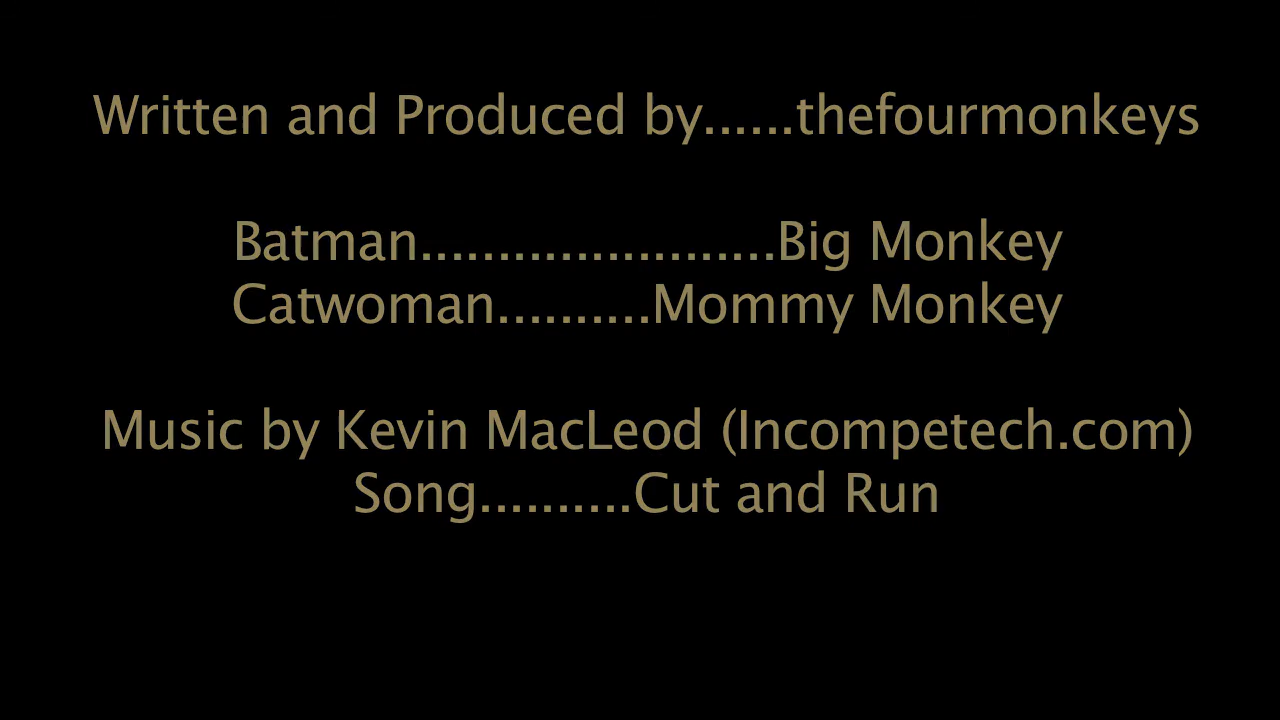 Written and Produced by......thefourmonkeys
Batman.......................Big Monkey
Catwoman..........Mommy Monkey
Music by Kevin MacLeod (Incompetech.com)
Song..........Cut and Run